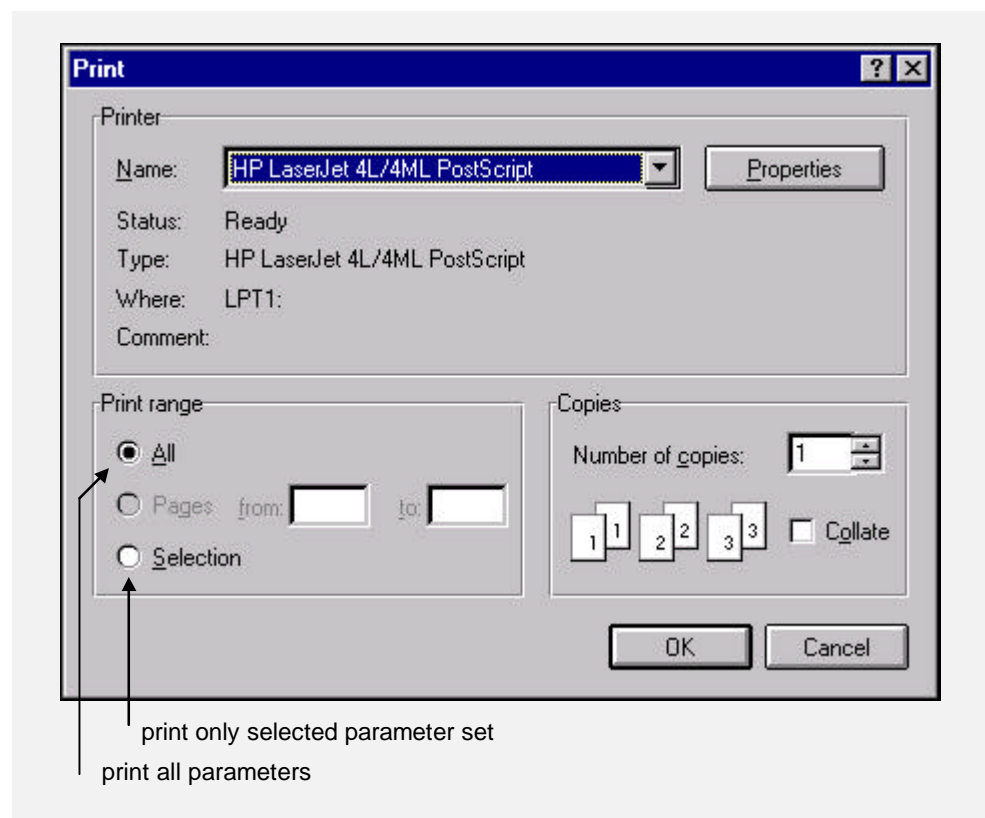 Print
Printer
Name: HP LaserJet 4L/4ML PostScript Properties
Status: Ready
Type: HP LaserJet 4L/4ML PostScript
Where: LPT1:
Comment:
Print range
All
Pages from: to:
Selection
Copies
Number of copies: 1
1 1 2 2 3 3 Collate
OK Cancel
print only selected parameter set
print all parameters